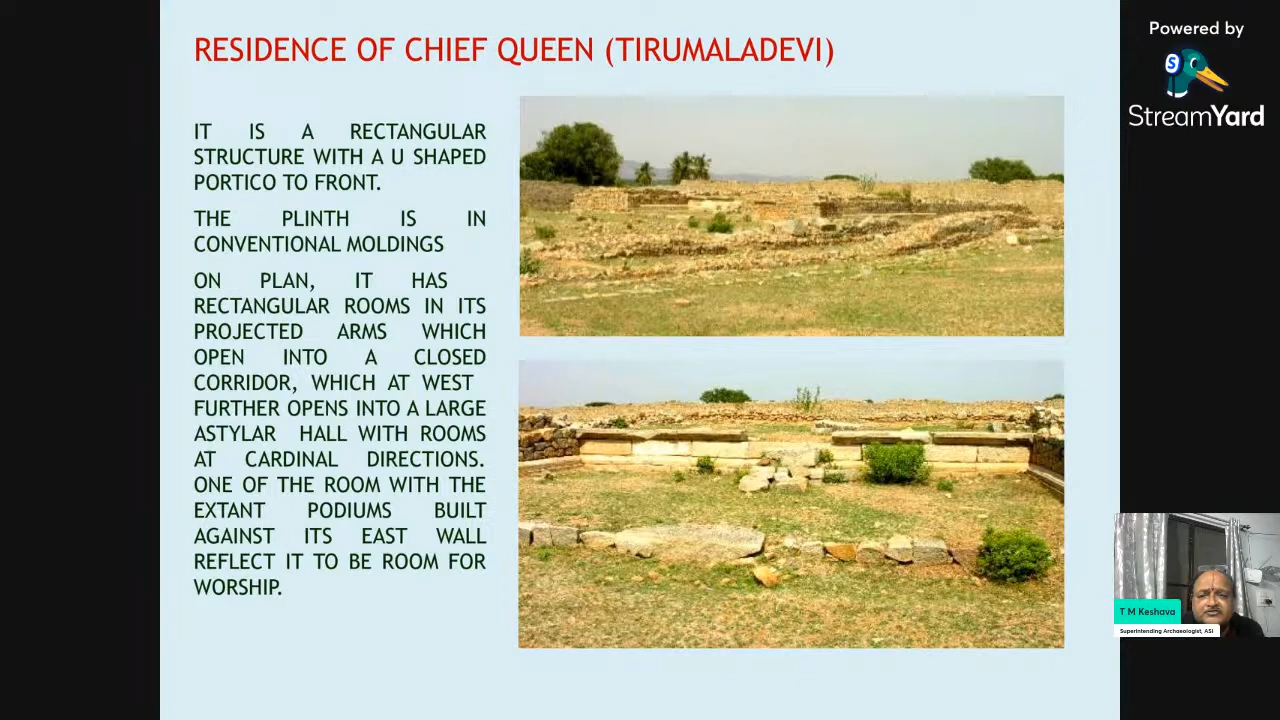 RESIDENCE OF CHIEF QUEEN (TIRUMALADEVI)
IT IS A RECTANGULAR
STRUCTURE WITH A U SHAPED
PORTICO TO FRONT.
THE PLINTH IS IN
CONVENTIONAL MOLDINGS
ON PLAN, IT HAS
RECTANGULAR ROOMS IN ITS
PROJECTED ARMS WHICH
OPEN INTO A CLOSED
CORRIDOR, WHICH AT WEST
FURTHER OPENS INTO A LARGE
ASTYLAR HALL WITH ROOMS
AT CARDINAL DIRECTIONS.
ONE OF THE ROOM WITH THE
EXTANT PODIUMS BUILT
AGAINST ITS EAST WALL
REFLECT IT TO BE ROOM FOR
WORSHIP.
Powered by
S
StreamYard
T M Keshava
Superintending Archaeologist, ASI